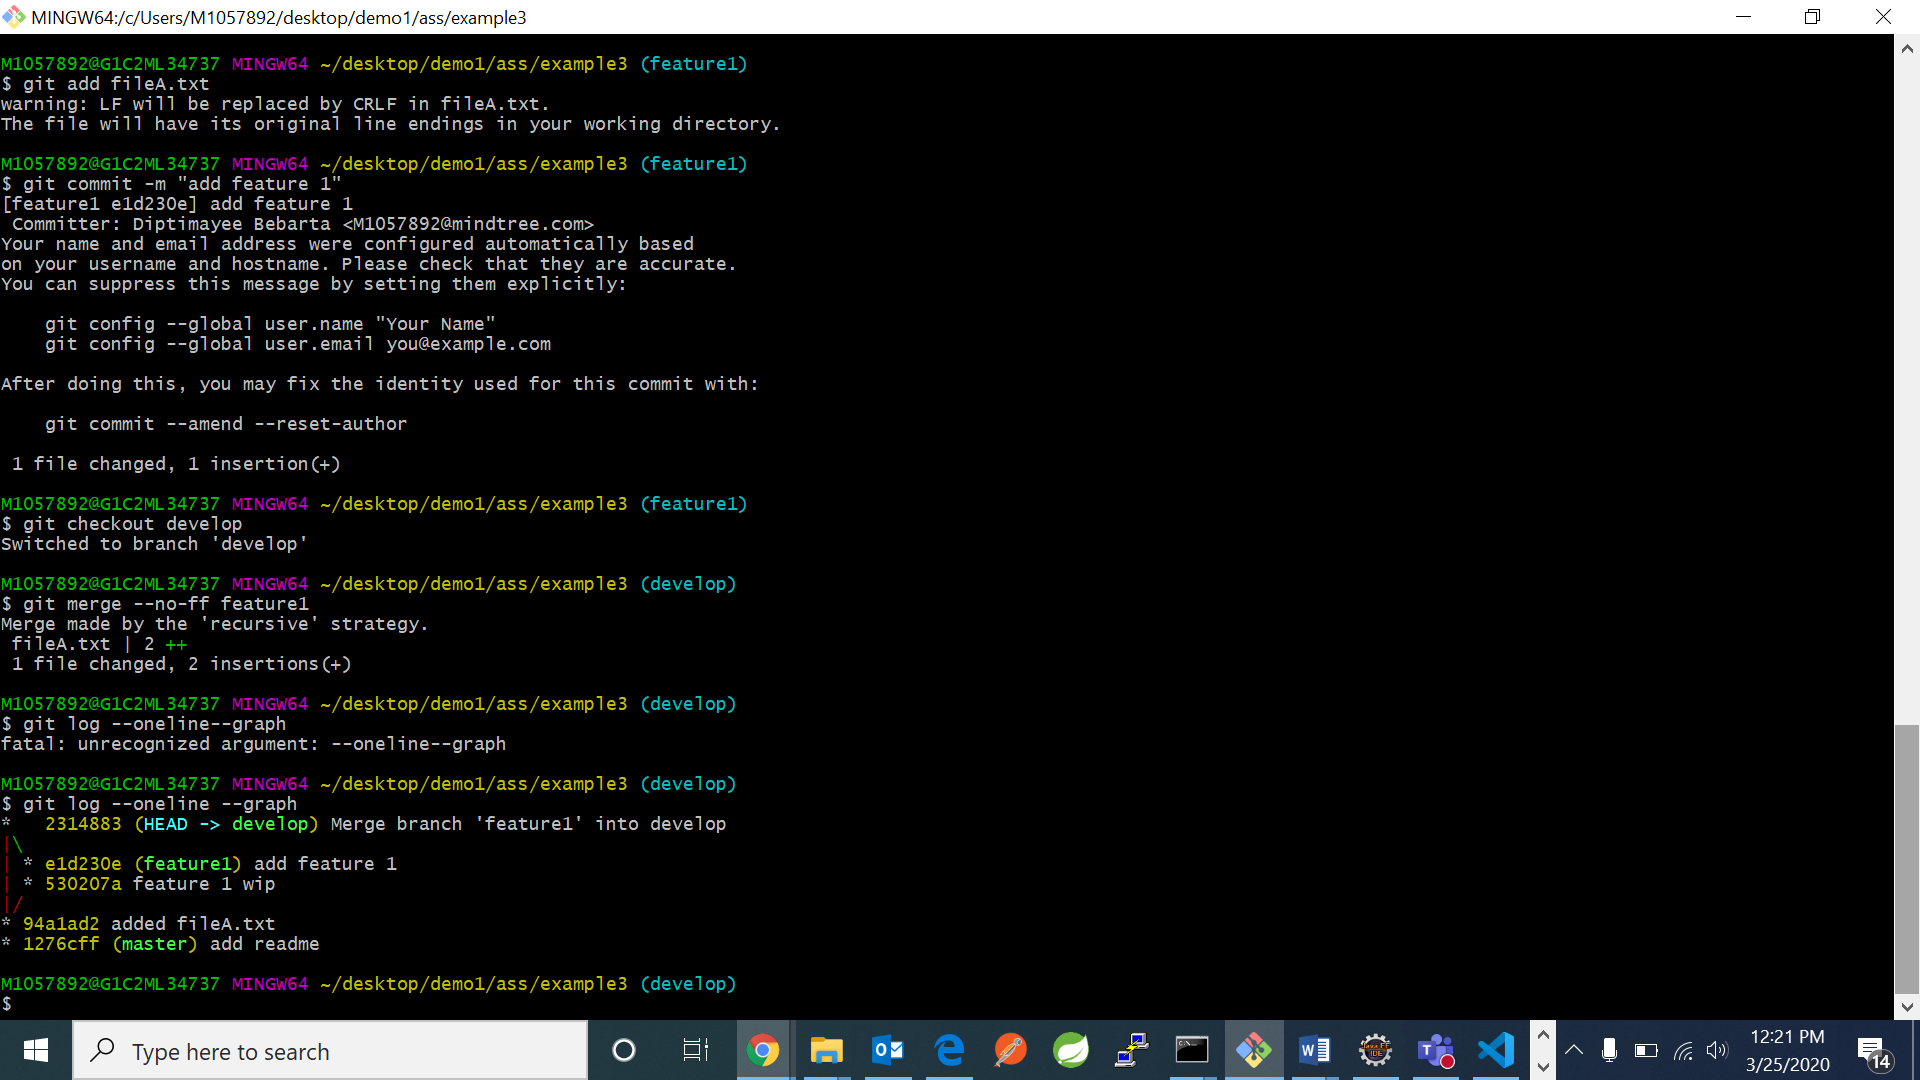 MINGW64:/c/Users/M1057892/desktop/demo1/ass/example3
M1057892@G1C2ML34737 MINGW64 ~/desktop/demo1/ass/example3 (feature1)
$ git add fileA.txt
warning: LF will be replaced by CRLF in fileA.txt.
The file will have its original line endings in your working directory.
M1057892@G1C2ML34737 MINGW64 ~/desktop/demo1/ass/example3 (feature1)
$ git commit -m "add feature 1"
[feature1 e1d230e] add feature 1
Committer: Diptimayee Bebarta <M1057892@mindtree.com>
Your name and email address were configured automatically based
on your username and hostname. Please check that they are accurate.
You can suppress this message by setting them explicitly:
git config --global user.name "Your Name"
git config --global user.email you@example.com
After doing this, you may fix the identity used for this commit with:
git commit --amend --reset-author
1 file changed, 1 insertion(+)
M1057892@G1C2ML34737 MINGW64 ~/desktop/demo1/ass/example3 (feature1)
$ git checkout develop
Switched to branch 'develop'
M1057892@G1C2ML34737 MINGW64 ~/desktop/demo1/ass/example3 (develop)
$ git merge --no-ff feature1
Merge made by the 'recursive' strategy.
fileA.txt | 2 ++
1 file changed, 2 insertions(+)
M1057892@G1C2ML34737 MINGW64 ~/desktop/demo1/ass/example3 (develop)
$ git log --oneline--graph
fatal: unrecognized argument: --oneline--graph
M1057892@G1C2ML34737 MINGW64 ~/desktop/demo1/ass/example3 (develop)
$ git log --oneline --graph
*   2314883 (HEAD -> develop) Merge branch 'feature1' into develop
|\
| * e1d230e (feature1) add feature 1
| * 530207a feature 1 wip
|/
* 94a1ad2 added fileA.txt
* 1276cff (master) add readme
M1057892@G1C2ML34737 MINGW64 ~/desktop/demo1/ass/example3 (develop)
$
Type here to search
12:21 PM
3/25/2020
14